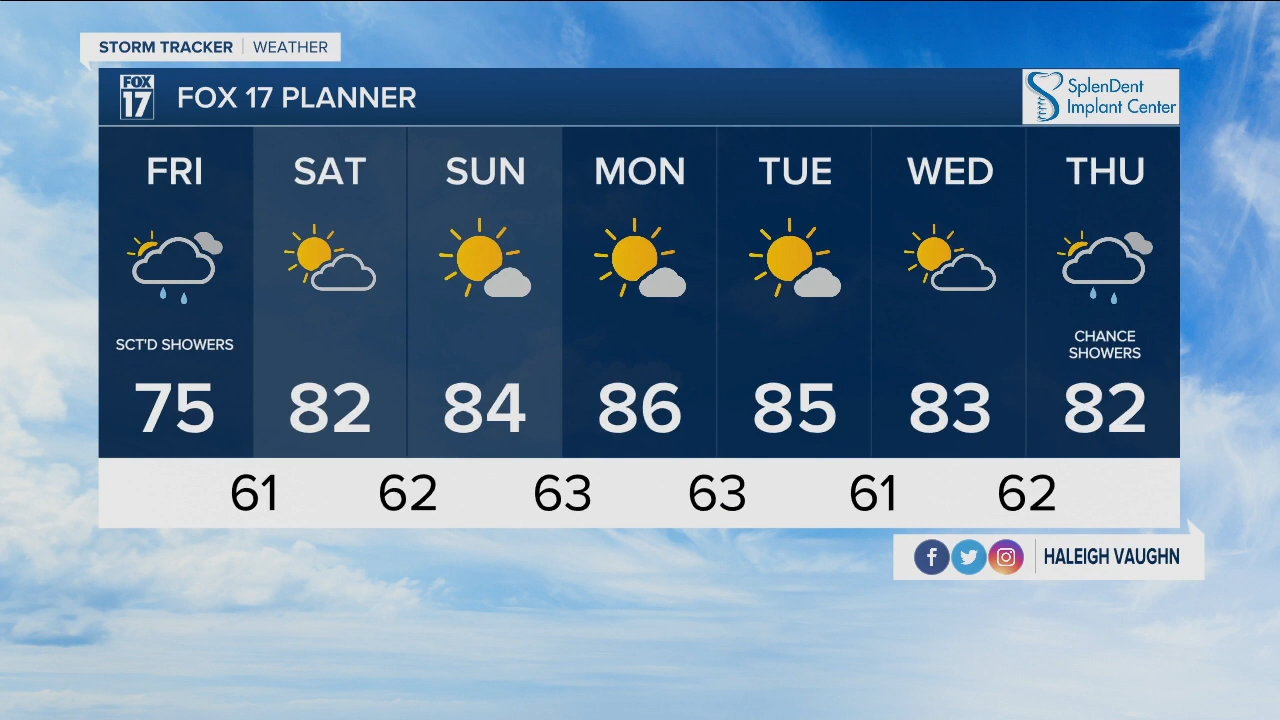 STORM TRACKER | WEATHER
FOX 17
FOX 17 PLANNER
SplenDent
Implant Center
FRI SAT SUN MON TUE WED THU
SCT'D SHOWERS
CHANCE
SHOWERS
75 82 84 86 85 83 82
61 62 63 63 61 62
HALEIGH VAUGHN